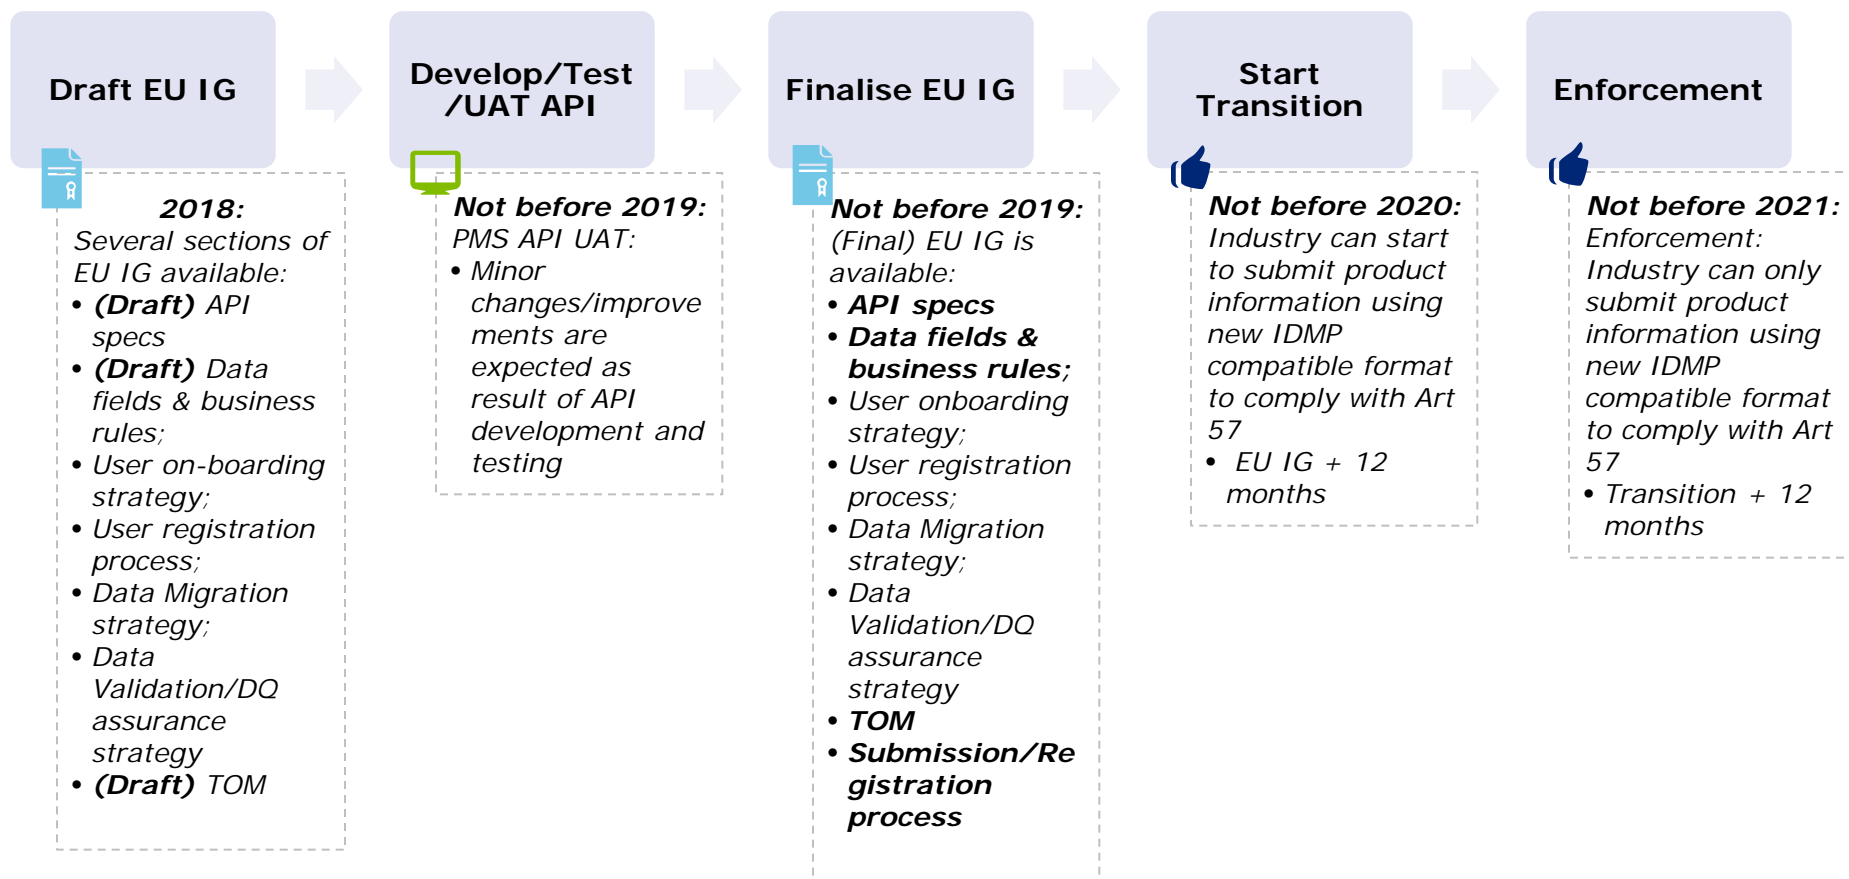 Draft EU IG
Develop/Test
/UAT API
Finalise EU IG
Start
Transition
Enforcement
2018:
Several sections of
EU IG available:
• (Draft) API
specs
• (Draft) Data
fields & business
rules;
• User on-boarding
strategy;
• User registration
process;
• Data Migration
strategy;
• Data
Validation/DQ
assurance
strategy
• (Draft) TOM
Not before 2019:
PMS API UAT:
• Minor
changes/improve
ments are
expected as
result of API
development and
testing
Not before 2019:
(Final) EU IG is
available:
• API specs
• Data fields &
business rules;
• User onboarding
strategy;
• User registration
process;
• Data Migration
strategy;
• Data
Validation/DQ
assurance
strategy
• TOM
• Submission/Re
gistration
process
Not before 2020:
Industry can start
to submit product
information using
new IDMP
compatible format
to comply with Art
57
• EU IG + 12
months
Not before 2021:
Enforcement:
Industry can only
submit product
information using
new IDMP
compatible format
to comply with Art
57
• Transition + 12
months